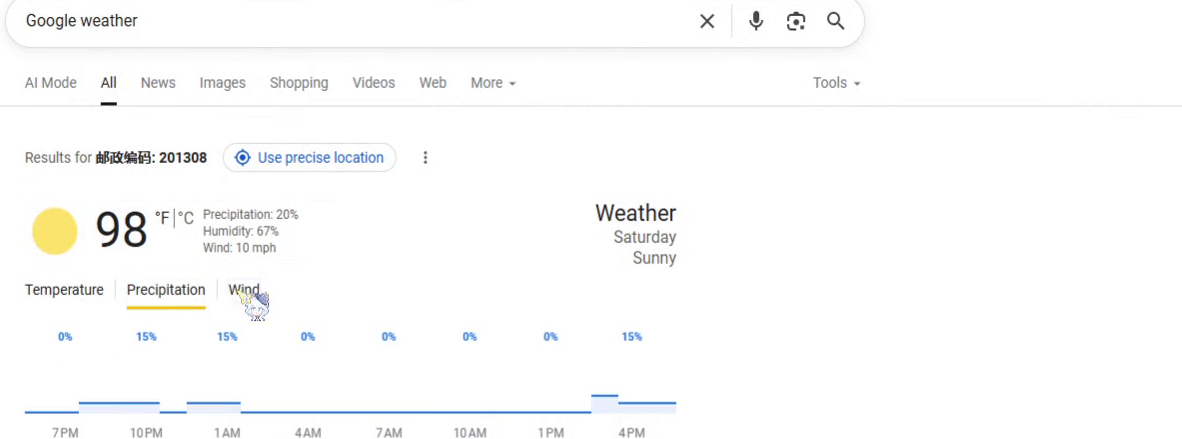 Google weather
AI Mode All News Images Shopping Videos Web More Tools
Results for 邮政编码: 201308 Use precise location
98 °F | °C
Precipitation: 20%
Humidity: 67%
Wind: 10 mph
Weather
Saturday
Sunny
Temperature Precipitation Wind
0% 15% 15% 0% 0% 0% 0% 15%
7 PM 10 PM 1 AM 4 AM 7 AM 10 AM 1 PM 4 PM